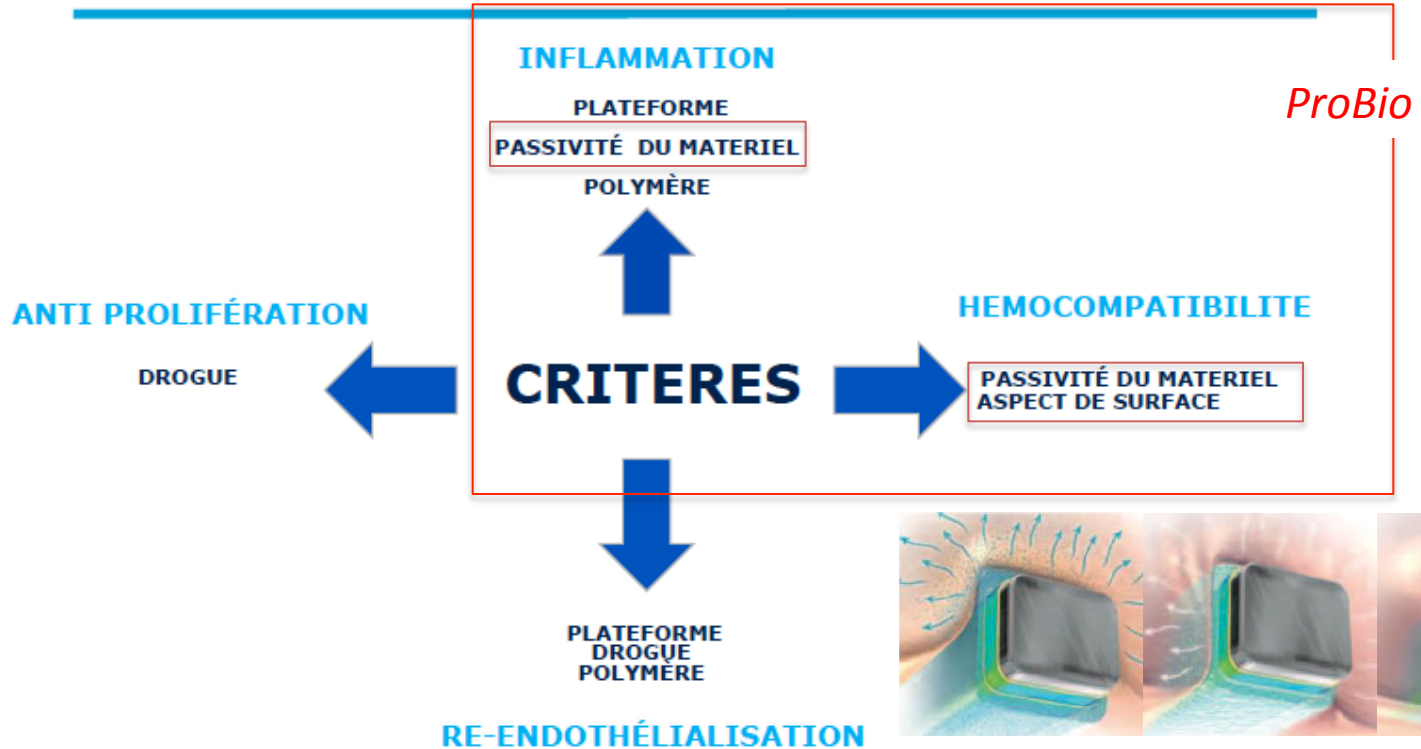 INFLAMMATION
PLATEFORME
PASSIVITÉ DU MATERIEL
POLYMÈRE
ProBio
ANTI PROLIFÉRATION
DROGUE
CRITERES
HEMOCOMPATIBILITE
PASSIVITÉ DU MATERIEL
ASPECT DE SURFACE
PLATEFORME
DROGUE
POLYMÈRE
RE-ENDOTHÉLIALISATION